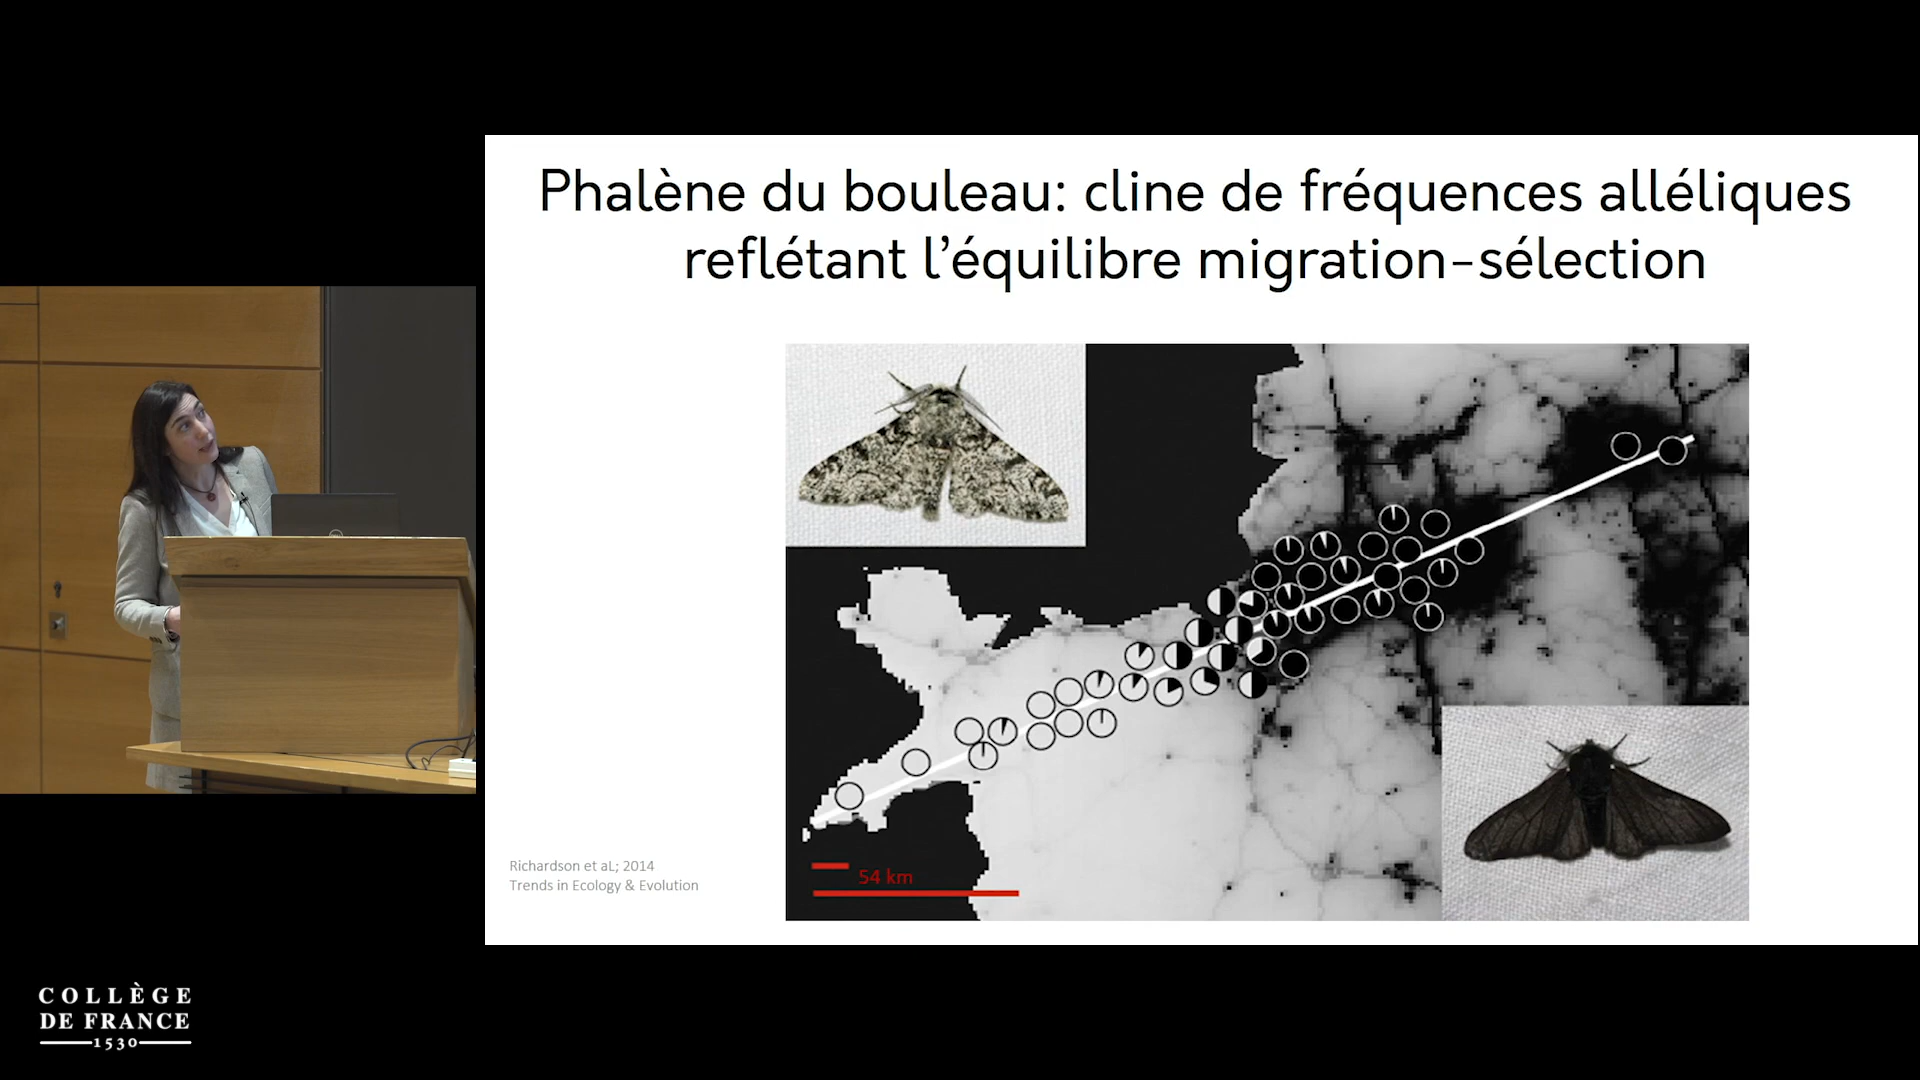 Phalène du bouleau: cline de fréquences alléliques
reflétant l’équilibre migration-sélection
54 km
Richardson et aL; 2014
Trends in Ecology & Evolution
COLLÈGE
DE FRANCE
1530